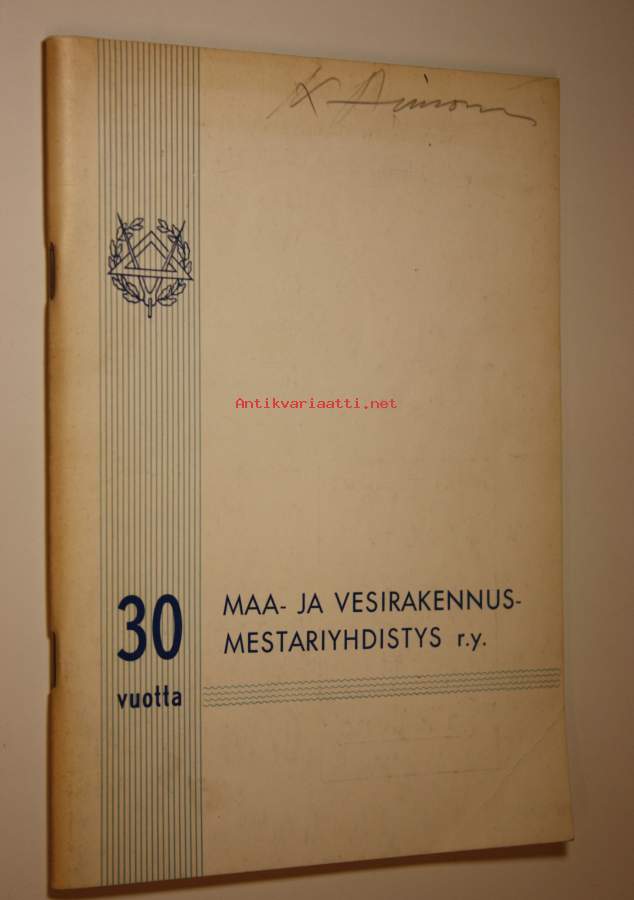 Antikvariaatti.net
30
vuotta
MAA- JA VESIRAKENNUS-
MESTARIYHDISTYS r.y.